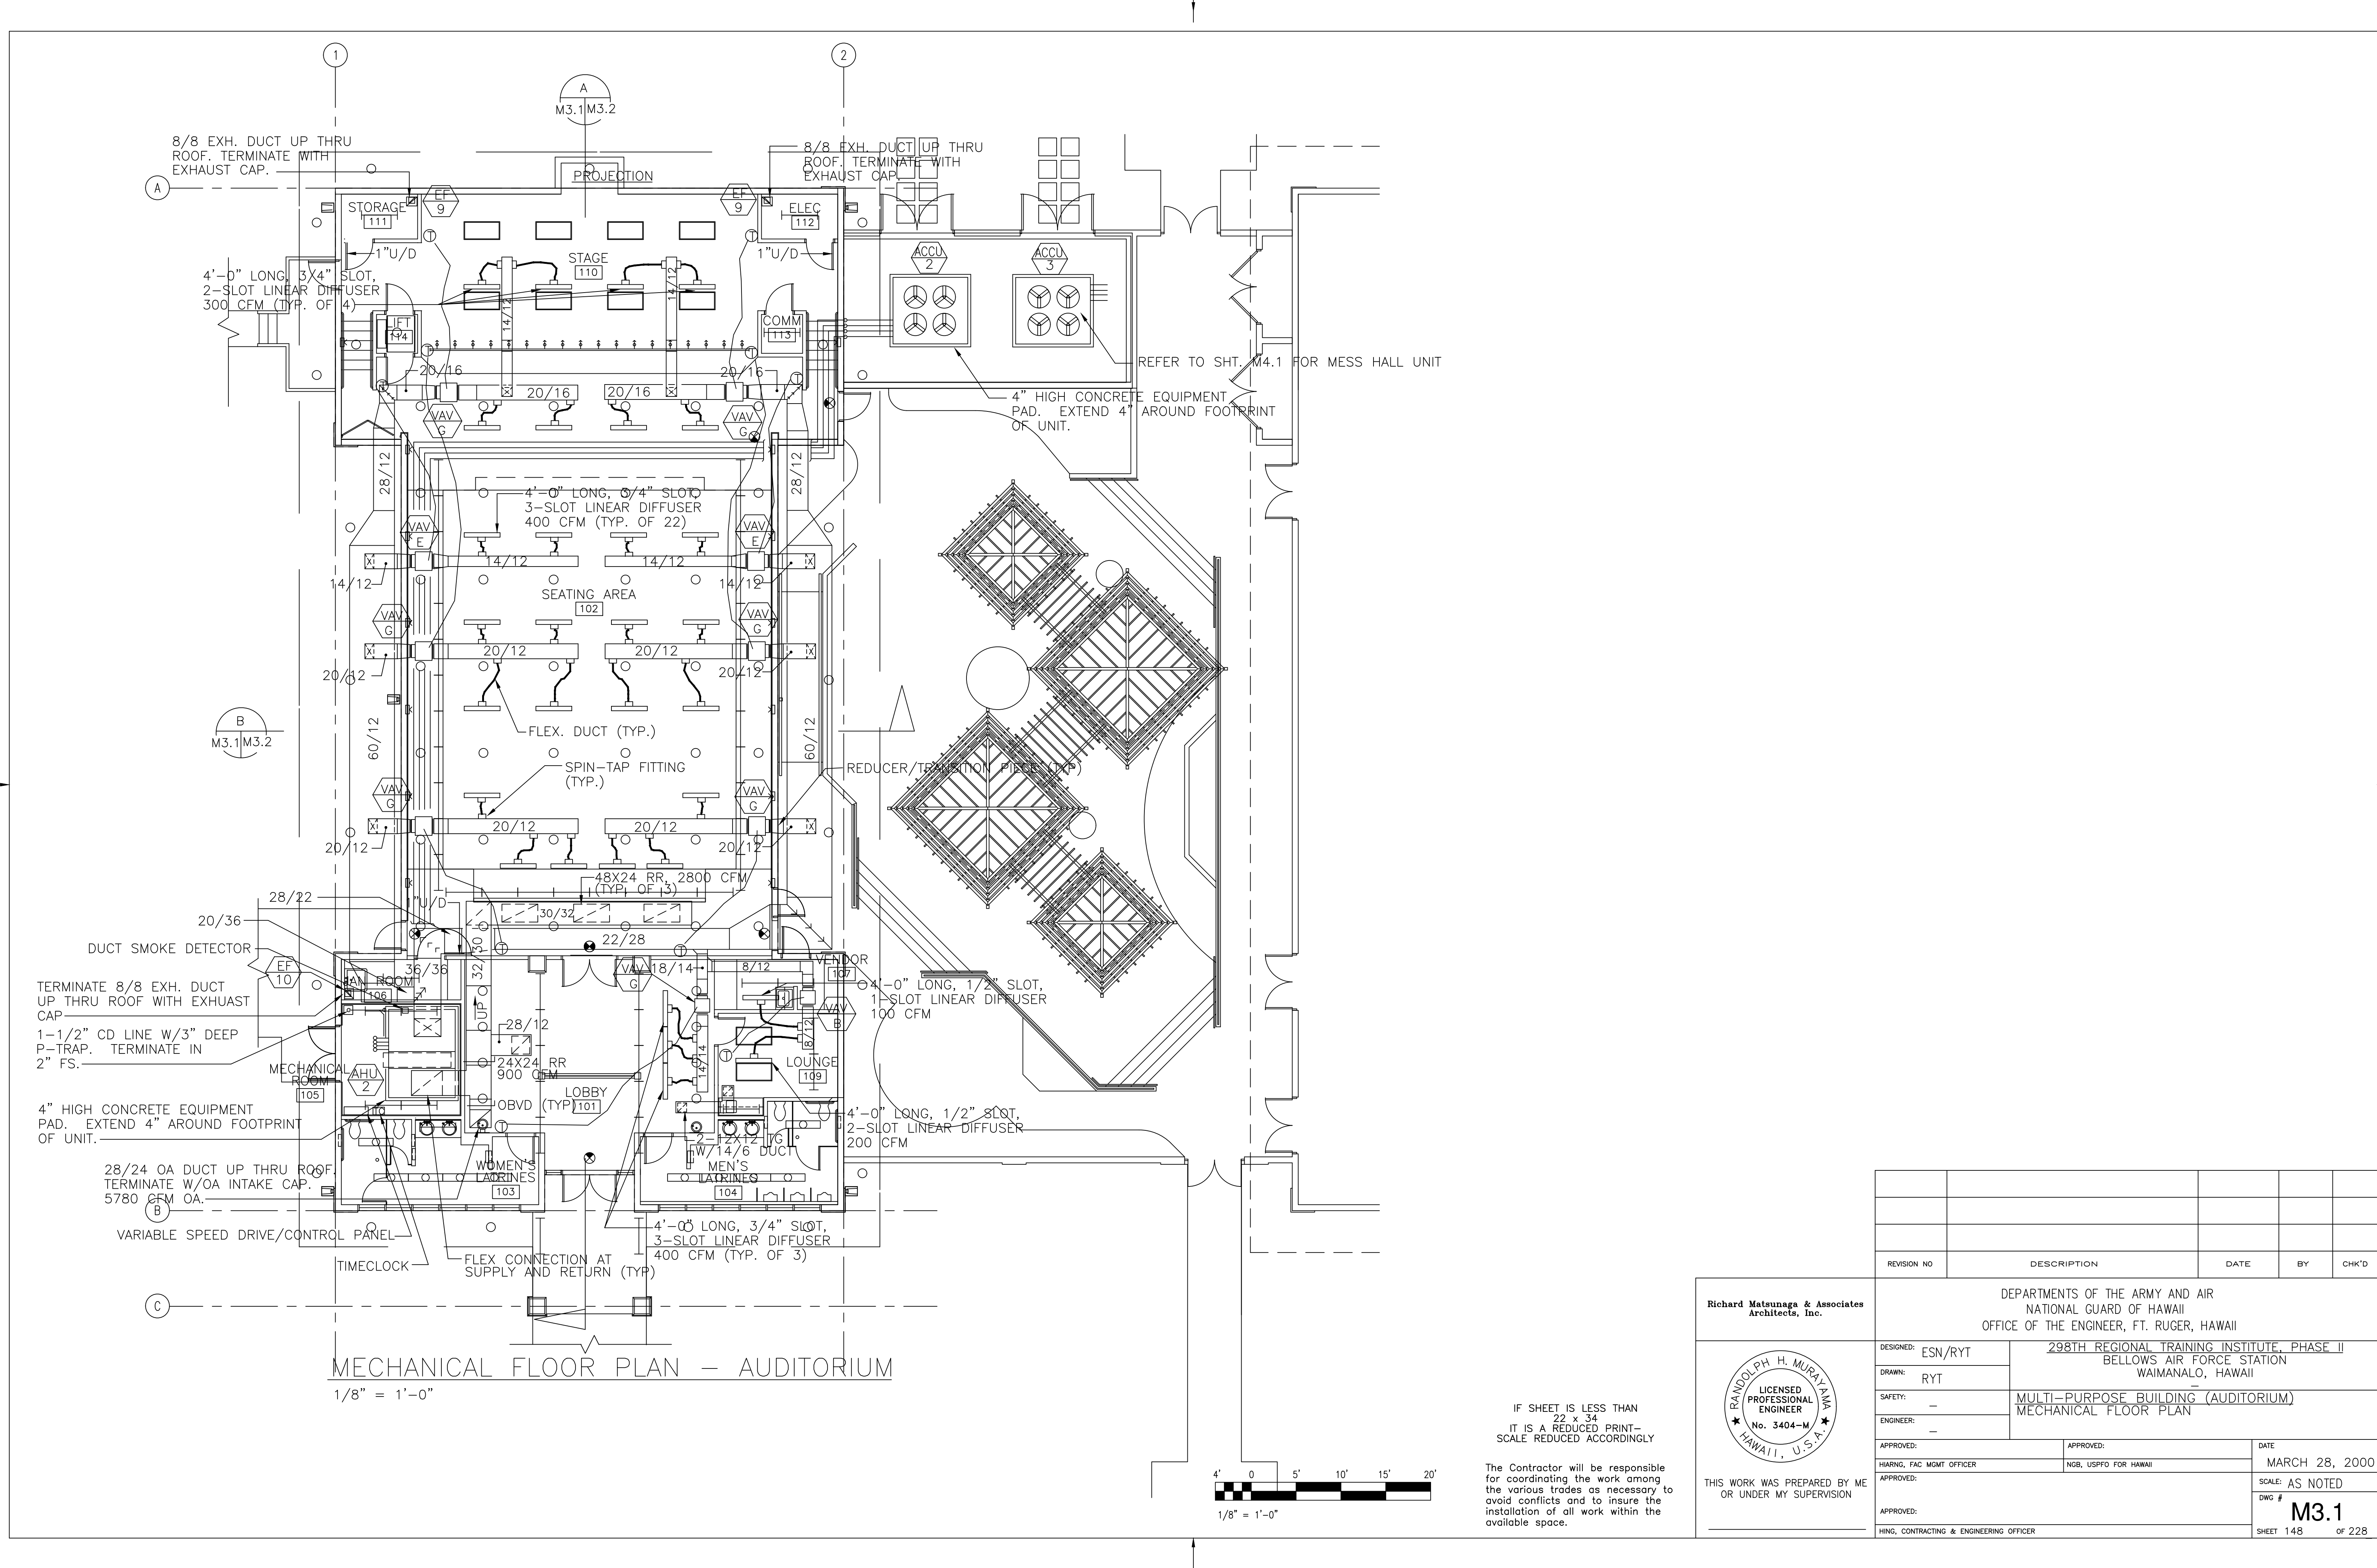 1
2
A
M3.1 M3.2
8/8 EXH. DUCT UP THRU
ROOF. TERMINATE WITH
EXHAUST CAP.
8/8 EXH. DUCT UP THRU
ROOF. TERMINATE WITH
EXHAUST CAP.
PROJECTION
A
EF
9
EF
9
STORAGE
111
ELEC
112
1"U/D
1"U/D
STAGE
110
ACCU
2
ACCU
3
4'-0" LONG, 3/4" SLOT,
2-SLOT LINEAR DIFFUSER
300 CFM (TYP. OF 4)
14/12
14/12
LIFT
114
COMM
113
REFER TO SHT. M4.1 FOR MESS HALL UNIT
20/16
20/16
20/16
20/16
4" HIGH CONCRETE EQUIPMENT
PAD. EXTEND 4" AROUND FOOTPRINT
OF UNIT.
VAV
G
VAV
G
28/12
28/12
4'-0" LONG, 3/4" SLOT,
3-SLOT LINEAR DIFFUSER
400 CFM (TYP. OF 22)
VAV
E
VAV
E
14/12
14/12
14/12
14/12
SEATING AREA
102
VAV
G
VAV
G
20/12
20/12
20/12
20/12
B
M3.1 M3.2
FLEX. DUCT (TYP.)
60/12
60/12
SPIN-TAP FITTING
(TYP.)
REDUCER/TRANSITION PIECE (TYP)
VAV
G
VAV
G
20/12
20/12
20/12
20/12
48X24 RR, 2800 CFM
(TYP. OF 3)
28/22
1"U/D
20/36
30/32
DUCT SMOKE DETECTOR
22/28
32/30
EF
10
36/36
VAV
G
18/14
8/12
VENDOR
107
FAN ROOM
106
TERMINATE 8/8 EXH. DUCT
UP THRU ROOF WITH EXHUAST
CAP
4'-0" LONG, 1/2" SLOT,
1-SLOT LINEAR DIFFUSER
100 CFM
UP
VAV
B
28/12
8/12
1-1/2" CD LINE W/3" DEEP
P-TRAP. TERMINATE IN
2" FS.
14/14
24X24 RR
900 CFM
LOUNGE
109
MECHANICAL
ROOM
105
AHU
2
LOBBY
101
OBVD (TYP)
4" HIGH CONCRETE EQUIPMENT
PAD. EXTEND 4" AROUND FOOTPRINT
OF UNIT.
4'-0" LONG, 1/2" SLOT,
2-SLOT LINEAR DIFFUSER
200 CFM
2-12X12 TG
W/14/6 DUCT
28/24 OA DUCT UP THRU ROOF.
TERMINATE W/OA INTAKE CAP.
5780 CFM OA.
WOMEN'S
LATRINES
103
MEN'S
LATRINES
104
B
VARIABLE SPEED DRIVE/CONTROL PANEL
4'-0" LONG, 3/4" SLOT,
3-SLOT LINEAR DIFFUSER
400 CFM (TYP. OF 3)
TIMECLOCK
FLEX CONNECTION AT
SUPPLY AND RETURN (TYP)
C
MECHANICAL FLOOR PLAN - AUDITORIUM
1/8" = 1'-0"
4' 0 5' 10' 15' 20'
1/8" = 1'-0"
IF SHEET IS LESS THAN
22 x 34
IT IS A REDUCED PRINT-
SCALE REDUCED ACCORDINGLY
The Contractor will be responsible
for coordinating the work among
the various trades as necessary to
avoid conflicts and to insure the
installation of all work within the
available space.
REVISION NO DESCRIPTION DATE BY CHK'D
Richard Matsunaga & Associates
Architects, Inc.
DEPARTMENTS OF THE ARMY AND AIR
NATIONAL GUARD OF HAWAII
OFFICE OF THE ENGINEER, FT. RUGER, HAWAII
RANDOLPH H. MURAYAMA
LICENSED
PROFESSIONAL
ENGINEER
No. 3404-M
HAWAII, U.S.A.
THIS WORK WAS PREPARED BY ME
OR UNDER MY SUPERVISION
DESIGNED: ESN/RYT
DRAWN: RYT
SAFETY: -
ENGINEER: -
298TH REGIONAL TRAINING INSTITUTE, PHASE II
BELLOWS AIR FORCE STATION
WAIMANALO, HAWAII
-
MULTI-PURPOSE BUILDING (AUDITORIUM)
MECHANICAL FLOOR PLAN
APPROVED:
HIARNG, FAC MGMT OFFICER
APPROVED:
NGB, USPFO FOR HAWAII
DATE
MARCH 28, 2000
APPROVED:
SCALE: AS NOTED
APPROVED:
HING, CONTRACTING & ENGINEERING OFFICER
DWG #
M3.1
SHEET 148 OF 228